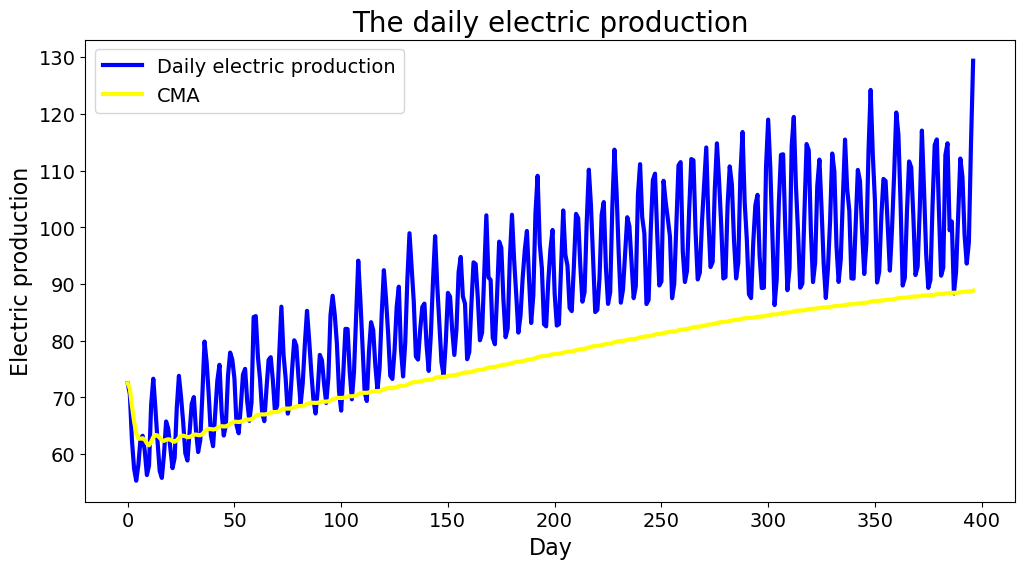 The daily electric production
Daily electric production
CMA
Electric production
130
120
110
100
90
80
70
60
0 50 100 150 200 250 300 350 400
Day